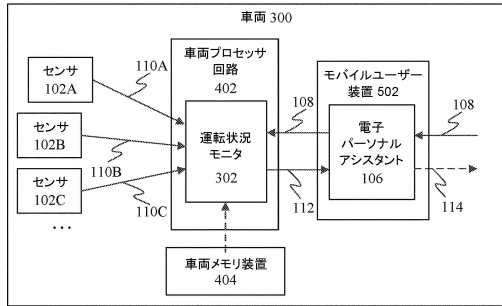 車両 300
センサ
102A
110A
センサ
102B
110B
センサ
102C
110C
...
車両プロセッサ
回路
402
運転状況
モニタ
302
車両メモリ装置
404
108
112
モバイルユーザー
装置 502
電子
パーソナル
アシスタント
106
108
114